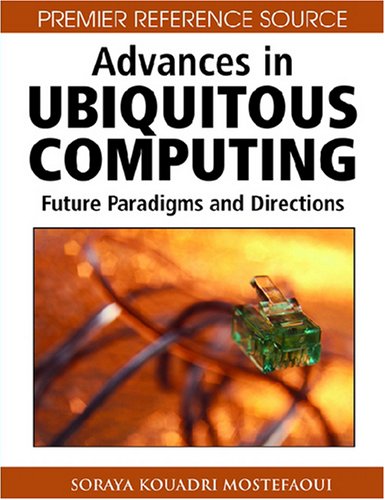 PREMIER REFERENCE SOURCE
Advances in
UBIQUITOUS
COMPUTING
Future Paradigms and Directions
SORAYA KOUADRI MOSTEFAOUI